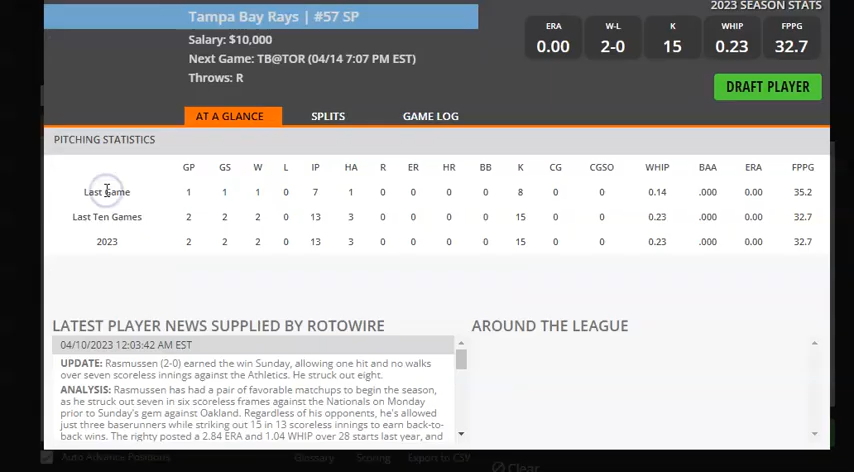 2023 SEASON STATS
Tampa Bay Rays | #57 SP
Salary: $10,000
Next Game: TB@TOR (04/14 7:07 PM EST)
Throws: R
ERA W-L K WHIP FPPG
0.00 2-0 15 0.23 32.7
DRAFT PLAYER
AT A GLANCE SPLITS GAME LOG
PITCHING STATISTICS
GP GS W L IP HA R ER HR BB K CG CGSO WHIP BAA ERA FPPG
Last Game 1 1 1 0 7 1 0 0 0 0 8 0 0 0.14 .000 0.00 35.2
Last Ten Games 2 2 2 0 13 3 0 0 0 0 15 0 0 0.23 .000 0.00 32.7
2023 2 2 2 0 13 3 0 0 0 0 15 0 0 0.23 .000 0.00 32.7
LATEST PLAYER NEWS SUPPLIED BY ROTOWIRE
04/10/2023 12:03:42 AM EST
UPDATE: Rasmussen (2-0) earned the win Sunday, allowing one hit and no walks
over seven scoreless innings against the Athletics. He struck out eight.
ANALYSIS: Rasmussen has had a pair of favorable matchups to begin the season,
as he struck out seven in six scoreless frames against the Nationals on Monday
prior to Sunday's gem against Oakland. Regardless of his opponents, he's allowed
just three baserunners while striking out 15 in 13 scoreless innings to earn back-to-
back wins. The righty posted a 2.84 ERA and 1.04 WHIP over 28 starts last year, and
AROUND THE LEAGUE
Auto Advance Positions Glossary Scoring Export to CSV
Clear